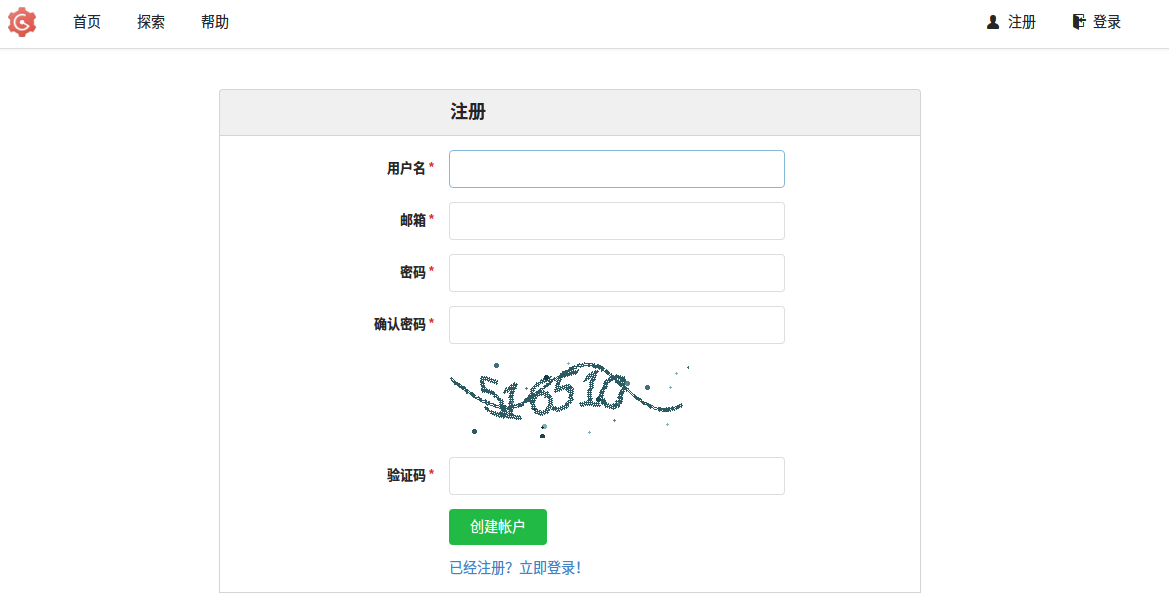 首页 探索 帮助 注册 登录
注册
用户名 *
邮箱 *
密码 *
确认密码 *
验证码 *
创建帐户
已经注册？立即登录！